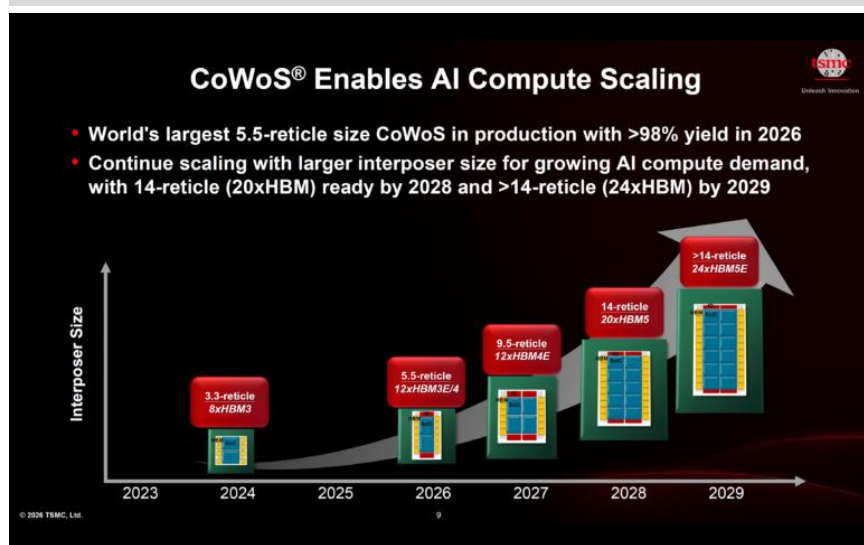 tsmc
Unleash Innovation
CoWoS® Enables AI Compute Scaling
• World's largest 5.5-reticle size CoWoS in production with >98% yield in 2026
• Continue scaling with larger interposer size for growing AI compute demand,
with 14-reticle (20xHBM) ready by 2028 and >14-reticle (24xHBM) by 2029
Interposer Size
3.3-reticle
8xHBM3
5.5-reticle
12xHBM3E/4
9.5-reticle
12xHBM4E
14-reticle
20xHBM5
>14-reticle
24xHBM5E
2023
2024
2025
2026
2027
2028
2029
© 2026 TSMC, Ltd.
9